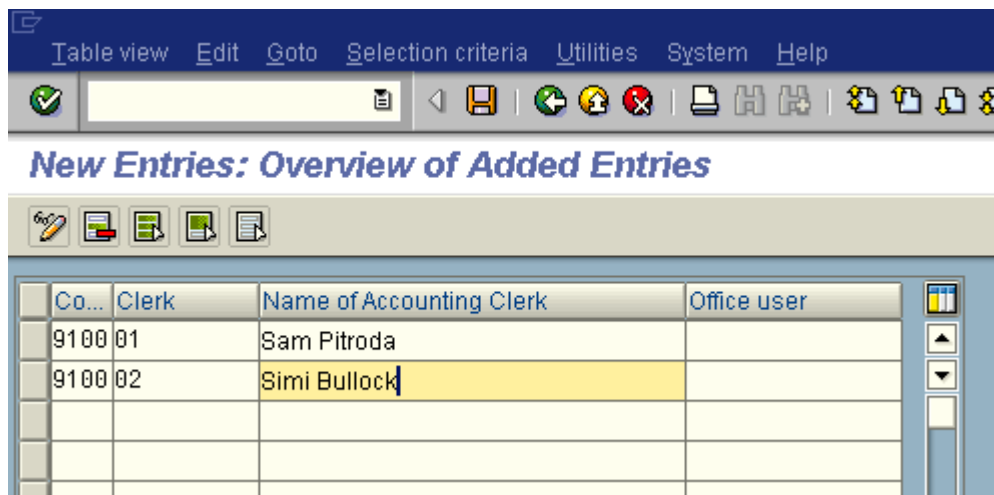 Table view Edit Goto Selection criteria Utilities System Help
New Entries: Overview of Added Entries
Co... Clerk Name of Accounting Clerk Office user
9100 01 Sam Pitroda
9100 02 Simi Bullock